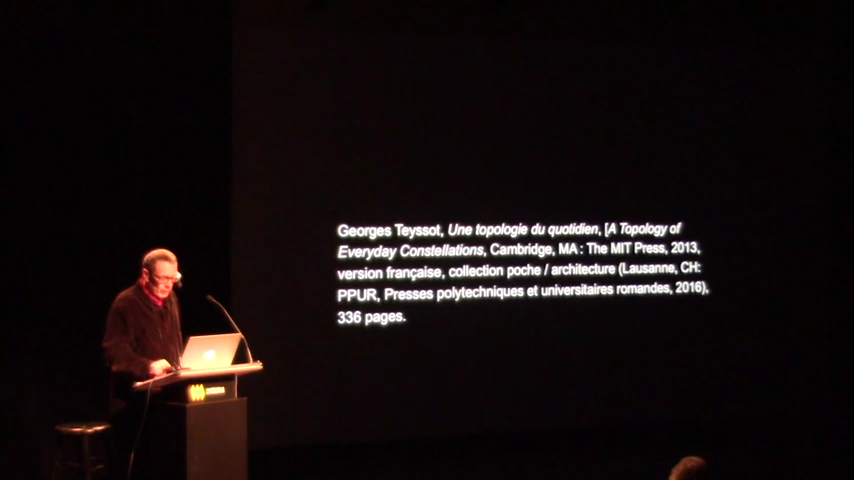 Georges Teyssot, Une topologie du quotidien, [A Topology of
Everyday Constellations, Cambridge, MA : The MIT Press, 2013,
version française, collection poche / architecture (Lausanne, CH:
PPUR, Presses polytechniques et universitaires romandes, 2016),
336 pages.